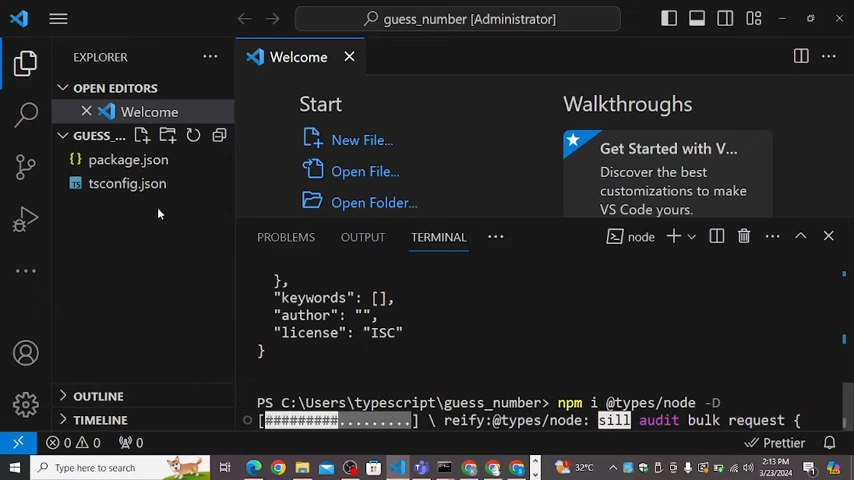 guess_number [Administrator]
EXPLORER
OPEN EDITORS
Welcome
GUESS_...
package.json
tsconfig.json
OUTLINE
TIMELINE
Welcome
Start
New File...
Open File...
Open Folder...
Walkthroughs
Get Started with V...
Discover the best
customizations to make
VS Code yours.
PROBLEMS OUTPUT TERMINAL
node
},
"keywords": [],
"author": "",
"license": "ISC"
}
PS C:\Users\typescript\guess_number> npm i @types/node -D
[#########.........] \ reify:@types/node: sill audit bulk request {
0 0 0
Prettier
Type here to search
32°C
2:13 PM
3/23/2024